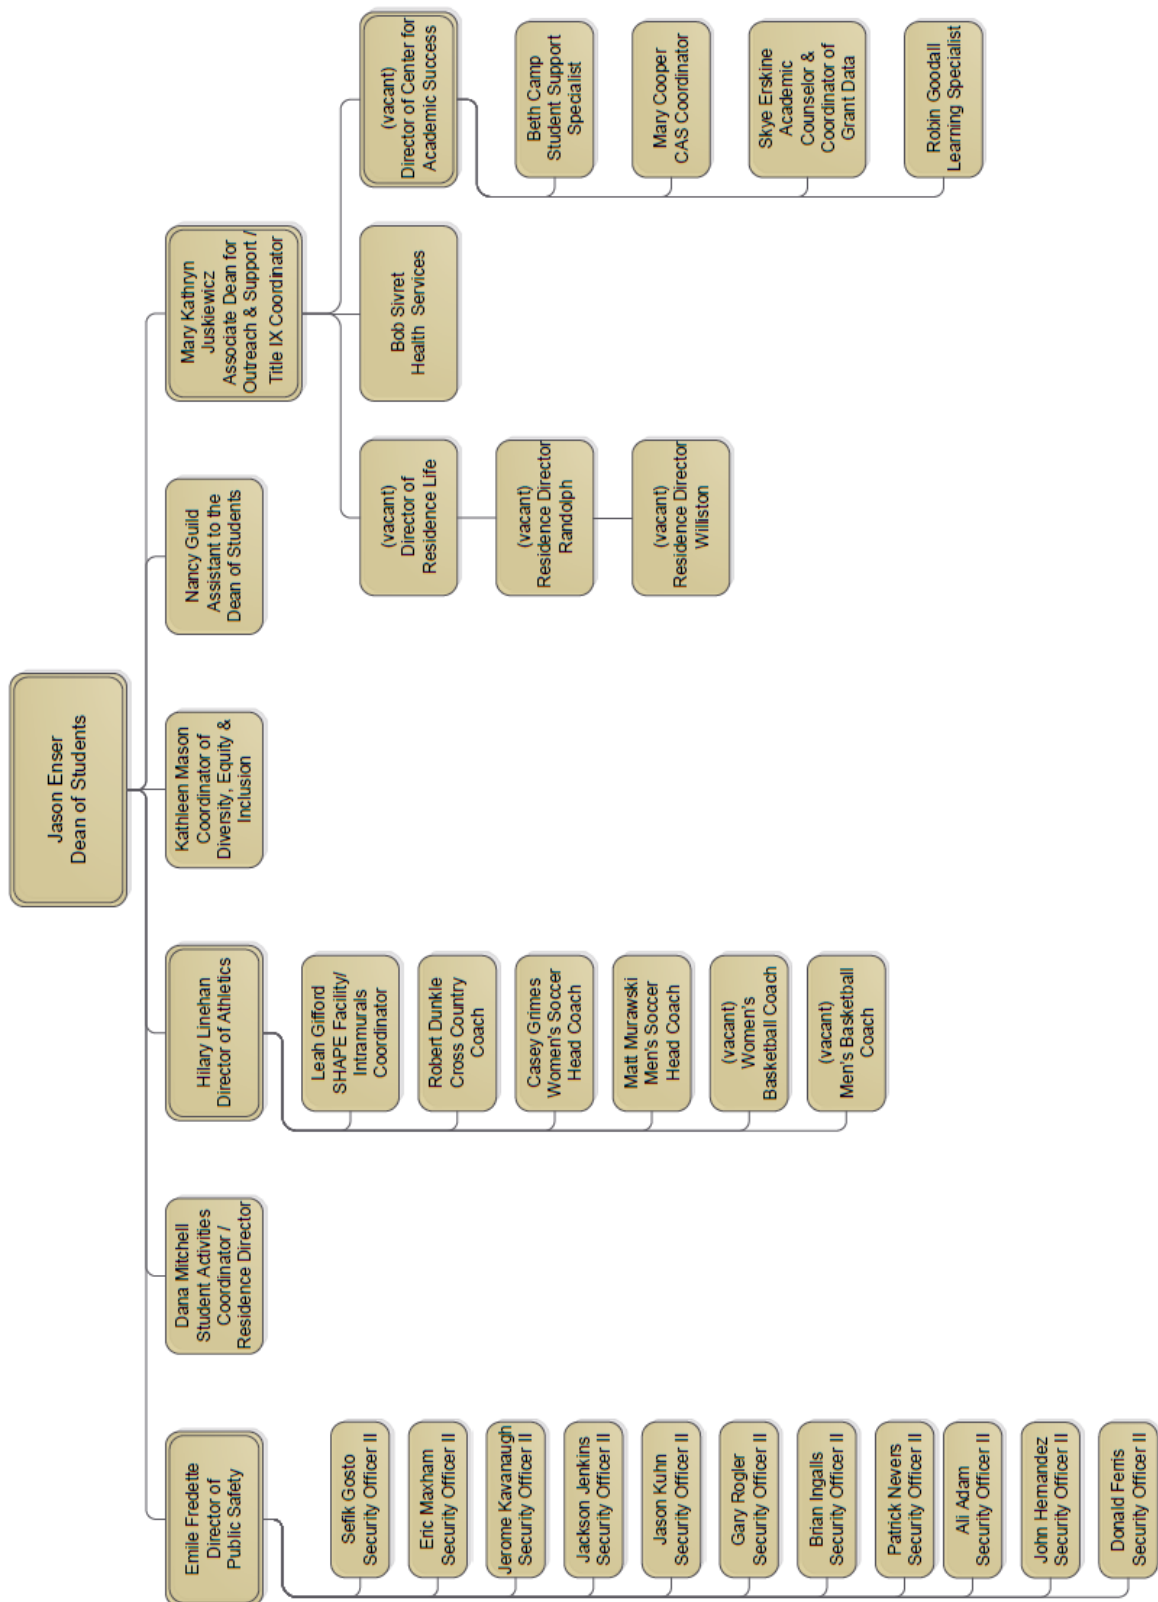 Jason Enser
Dean of Students
Emile Fredette
Director of
Public Safety
Sefik Gosto
Security Officer II
Eric Maxham
Security Officer II
Jerome Kavanaugh
Security Officer II
Jackson Jenkins
Security Officer II
Jason Kuhn
Security Officer II
Gary Rogler
Security Officer II
Brian Ingalls
Security Officer II
Patrick Nevers
Security Officer II
Ali Adam
Security Officer II
John Hernandez
Security Officer II
Donald Ferris
Security Officer II
Dana Mitchell
Student Activities
Coordinator /
Residence Director
Hilary Linehan
Director of Athletics
Leah Gifford
SHAPE Facility/
Intramurals
Coordinator
Robert Dunkle
Cross Country
Coach
Casey Grimes
Women's Soccer
Head Coach
Matt Murawski
Men's Soccer
Head Coach
(vacant)
Women's
Basketball Coach
(vacant)
Men's Basketball
Coach
Kathleen Mason
Coordinator of
Diversity, Equity &
Inclusion
Nancy Guild
Assistant to the
Dean of Students
Mary Kathryn
Juskiewicz
Associate Dean for
Outreach & Support /
Title IX Coordinator
(vacant)
Director of
Residence Life
(vacant)
Residence Director
Randolph
(vacant)
Residence Director
Williston
Bob Sivret
Health Services
(vacant)
Director of Center for
Academic Success
Beth Camp
Student Support
Specialist
Mary Cooper
CAS Coordinator
Skye Erskine
Academic
Counselor &
Coordinator of
Grant Data
Robin Goodall
Learning Specialist